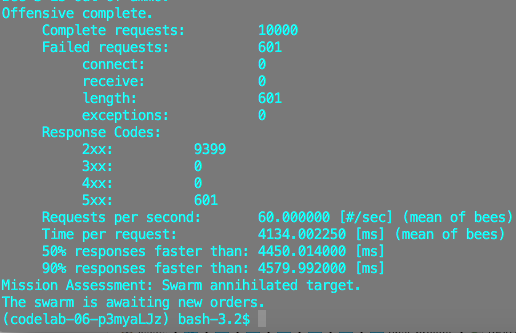 Offensive complete.
Complete requests: 10000
Failed requests: 601
connect: 0
receive: 0
length: 601
exceptions: 0
Response Codes:
2xx: 9399
3xx: 0
4xx: 0
5xx: 601
Requests per second: 60.000000 [#/sec] (mean of bees)
Time per request: 4134.002250 [ms] (mean of bees)
50% responses faster than: 4450.014000 [ms]
90% responses faster than: 4579.992000 [ms]
Mission Assessment: Swarm annihilated target.
The swarm is awaiting new orders.
(codelab-06-p3myaLJz) bash-3.2$